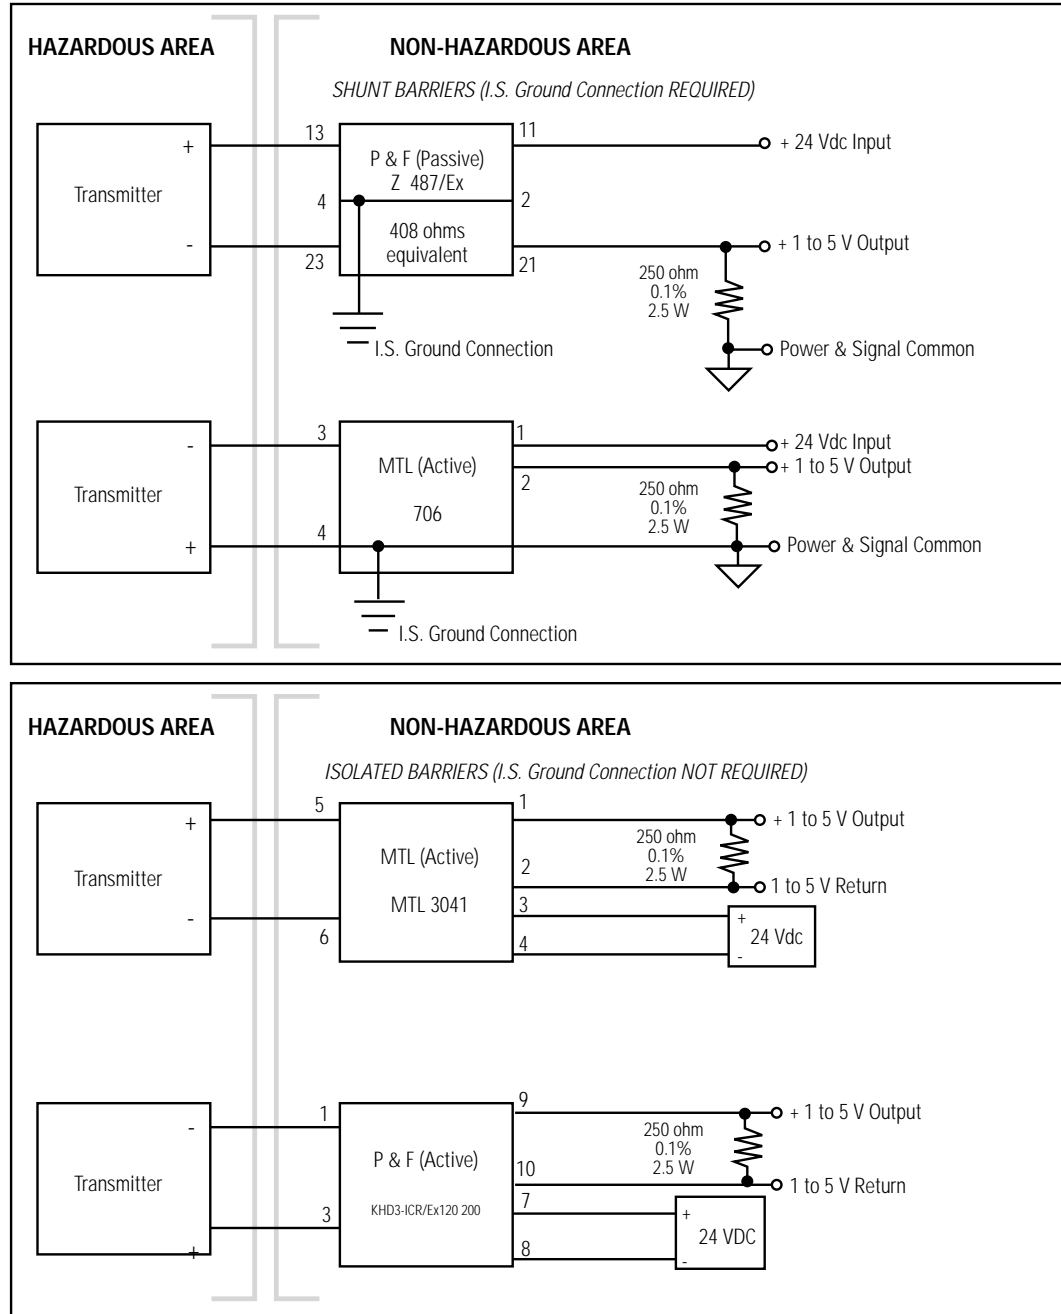 HAZARDOUS AREA
NON-HAZARDOUS AREA
SHUNT BARRIERS (I.S. Ground Connection REQUIRED)
Transmitter
+
-
13
4
23
P & F (Passive)
Z 487/Ex
408 ohms
equivalent
11
2
21
+ 24 Vdc Input
+ 1 to 5 V Output
250 ohm
0.1%
2.5 W
Power & Signal Common
I.S. Ground Connection
Transmitter
-
+
3
4
MTL (Active)
706
1
2
+ 24 Vdc Input
+ 1 to 5 V Output
250 ohm
0.1%
2.5 W
Power & Signal Common
I.S. Ground Connection
HAZARDOUS AREA
NON-HAZARDOUS AREA
ISOLATED BARRIERS (I.S. Ground Connection NOT REQUIRED)
Transmitter
+
-
5
6
MTL (Active)
MTL 3041
1
2
3
4
+ 1 to 5 V Output
250 ohm
0.1%
2.5 W
1 to 5 V Return
+
24 Vdc
-
Transmitter
-
+
1
3
P & F (Active)
KHD3-ICR/Ex120 200
9
10
7
8
+ 1 to 5 V Output
250 ohm
0.1%
2.5 W
1 to 5 V Return
+
24 VDC
-